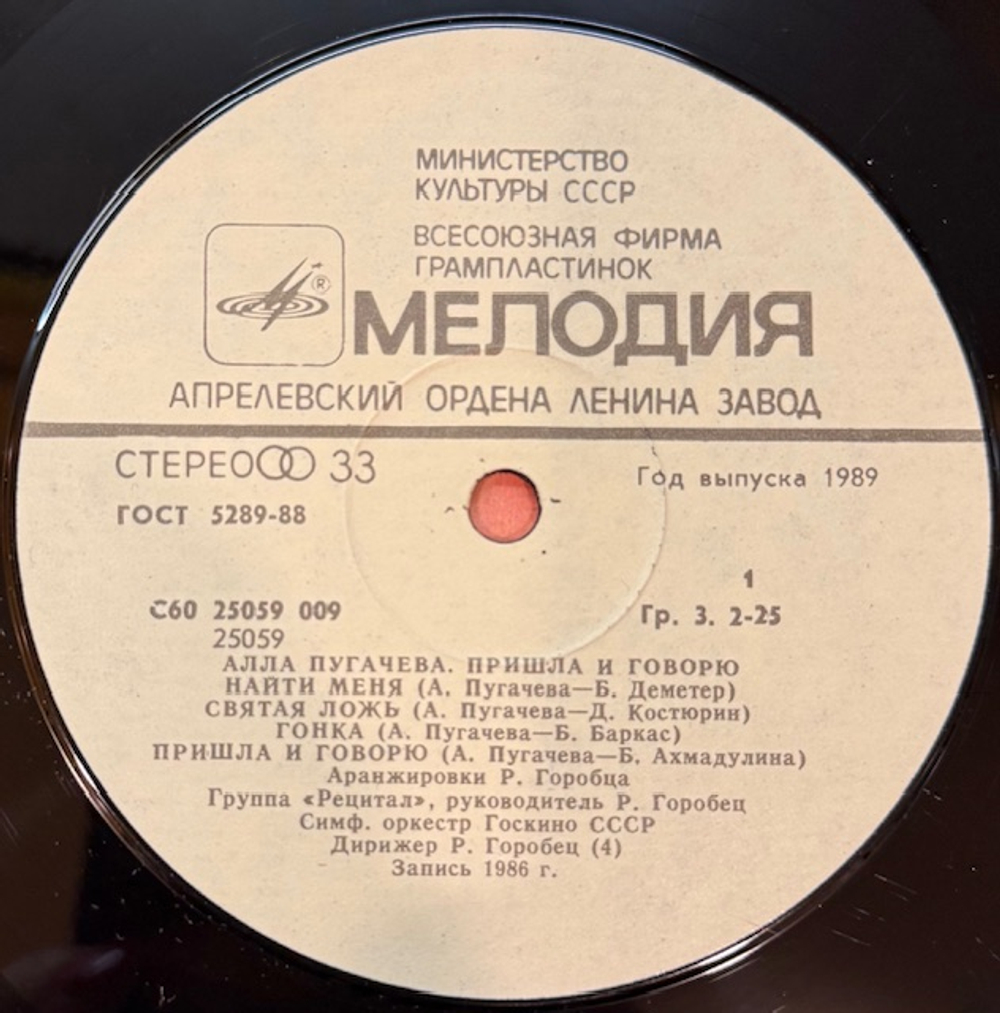 МИНИСТЕРСТВО
КУЛЬТУРЫ СССР
ВСЕСОЮЗНАЯ ФИРМА
ГРАМПЛАСТИНОК
®
МЕЛОДИЯ
АПРЕЛЕВСКИЙ ОРДЕНА ЛЕНИНА ЗАВОД
СТЕРЕО 33
Год выпуска 1989
ГОСТ 5289-88
1
С60 25059 009
Гр. 3. 2-25
25059
АЛЛА ПУГАЧЕВА. ПРИШЛА И ГОВОРЮ
НАЙТИ МЕНЯ (А. Пугачева—Б. Деметер)
СВЯТАЯ ЛОЖЬ (А. Пугачева—Д. Костюрин)
ГОНКА (А. Пугачева—Б. Баркас)
ПРИШЛА И ГОВОРЮ (А. Пугачева—Б. Ахмадулина)
Аранжировки Р. Горобца
Группа «Рецитал», руководитель Р. Горобец
Симф. оркестр Госкино СССР
Дирижер Р. Горобец (4)
Запись 1986 г.